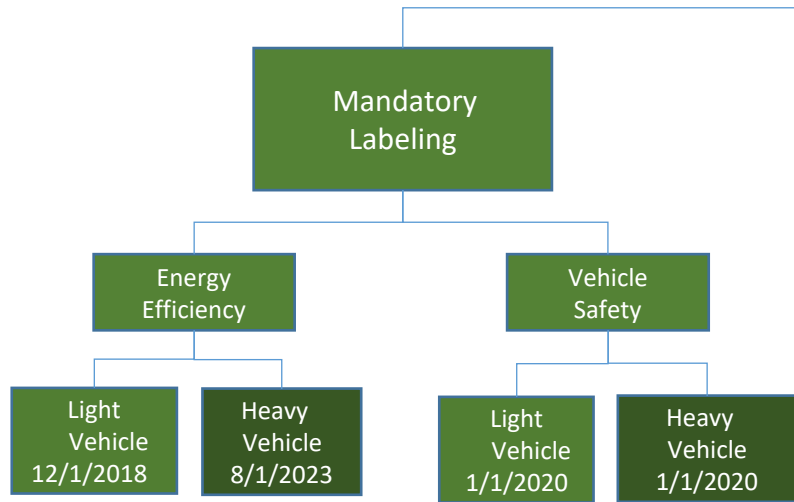 Mandatory
Labeling
Energy
Efficiency
Vehicle
Safety
Light
Vehicle
12/1/2018
Heavy
Vehicle
8/1/2023
Light
Vehicle
1/1/2020
Heavy
Vehicle
1/1/2020